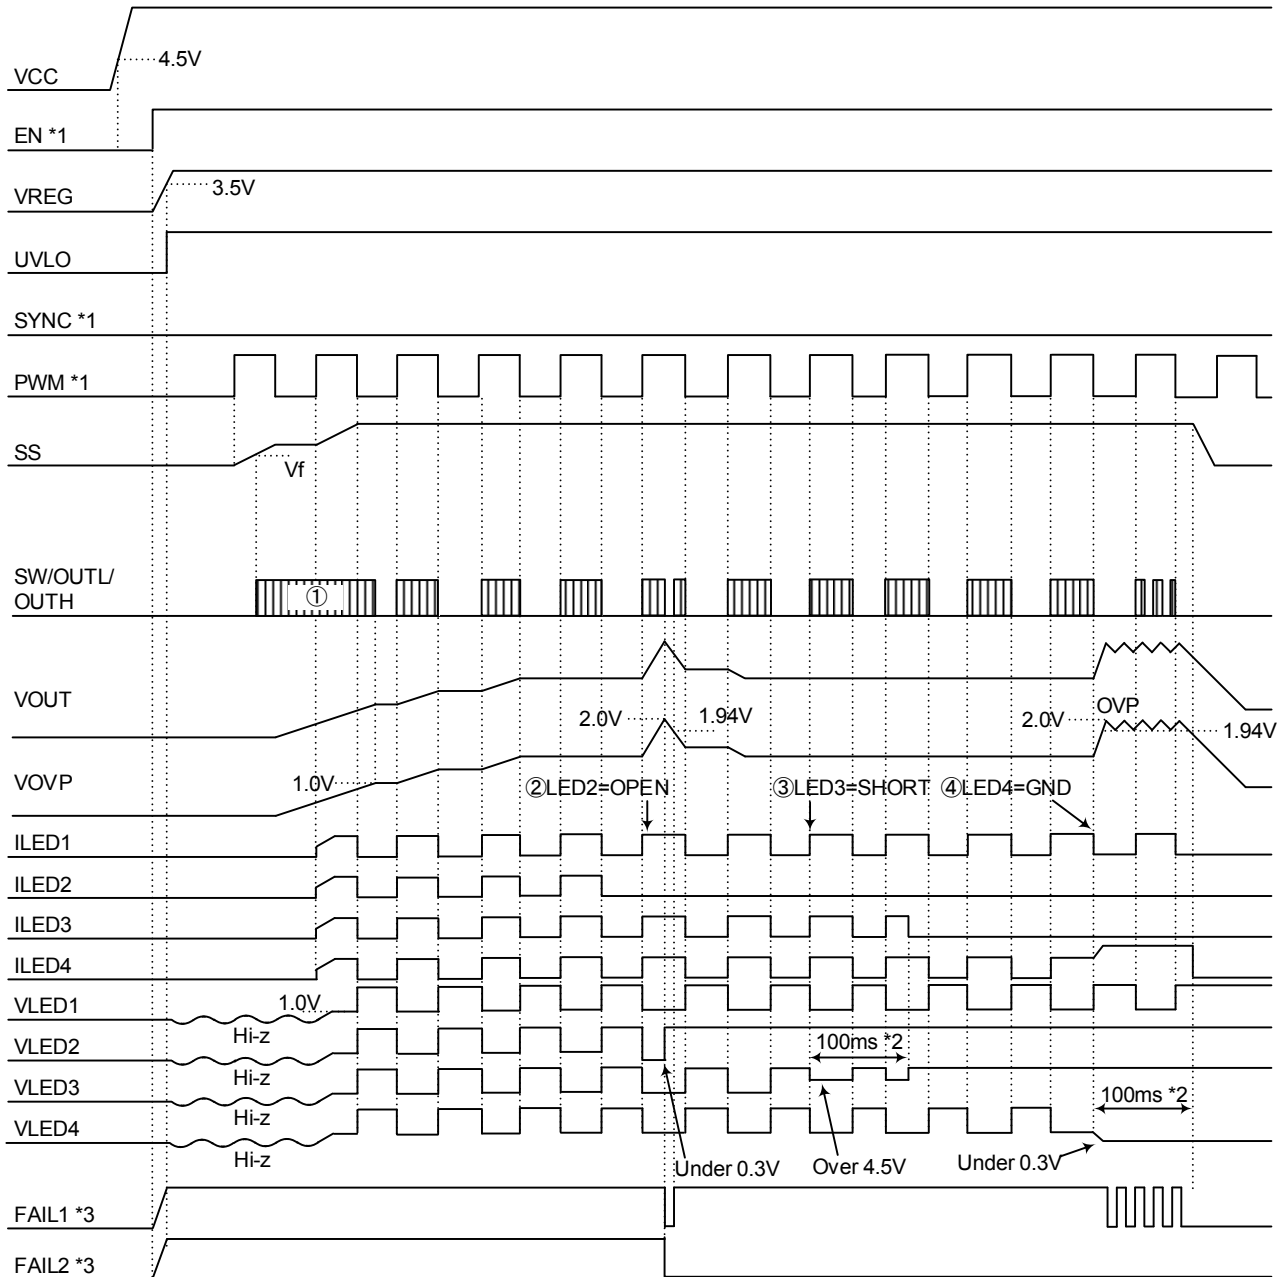 4.5V
VCC
EN *1
3.5V
VREG
UVLO
SYNC *1
PWM *1
SS
Vf
SW/OUTL/
OUTH
①
VOUT
2.0V
1.94V
2.0V
OVP
1.94V
VOVP
1.0V
②LED2=OPEN
③LED3=SHORT
④LED4=GND
ILED1
ILED2
ILED3
ILED4
1.0V
VLED1
Hi-z
VLED2
100ms *2
Hi-z
VLED3
100ms *2
Hi-z
VLED4
Hi-z
Under 0.3V
Over 4.5V
Under 0.3V
FAIL1 *3
FAIL2 *3